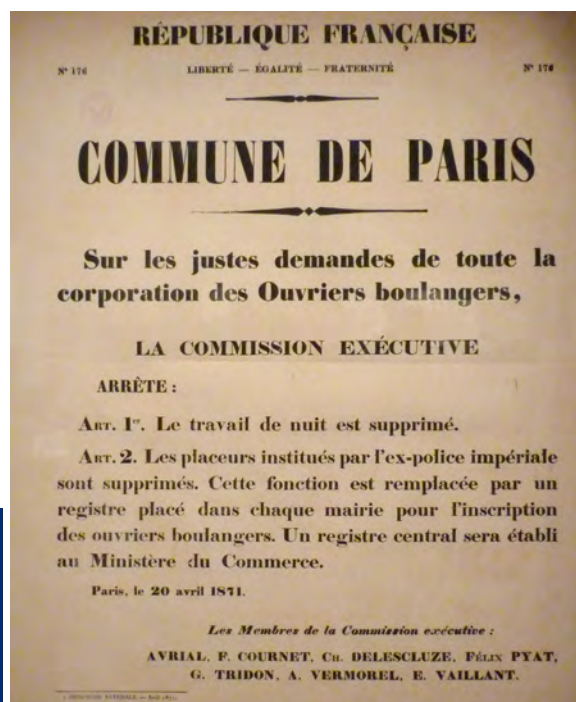 RÉPUBLIQUE FRANÇAISE
N° 176 LIBERTÉ — ÉGALITÉ — FRATERNITÉ N° 176
COMMUNE DE PARIS
Sur les justes demandes de toute la
corporation des Ouvriers boulangers,
LA COMMISSION EXÉCUTIVE
ARRÊTE :
ART. 1er. Le travail de nuit est supprimé.
ART. 2. Les placeurs institués par l'ex-police impériale
sont supprimés. Cette fonction est remplacée par un
registre placé dans chaque mairie pour l'inscription
des ouvriers boulangers. Un registre central sera établi
au Ministère du Commerce.
Paris, le 20 avril 1871.
Les Membres de la Commission exécutive :
AVRIAL, F. COURNET, CH. DELESCLUZE, FÉLIX PYAT,
G. TRIDON, A. VERMOREL, E. VAILLANT.
IMPRIMERIE NATIONALE. — Avril 1871.